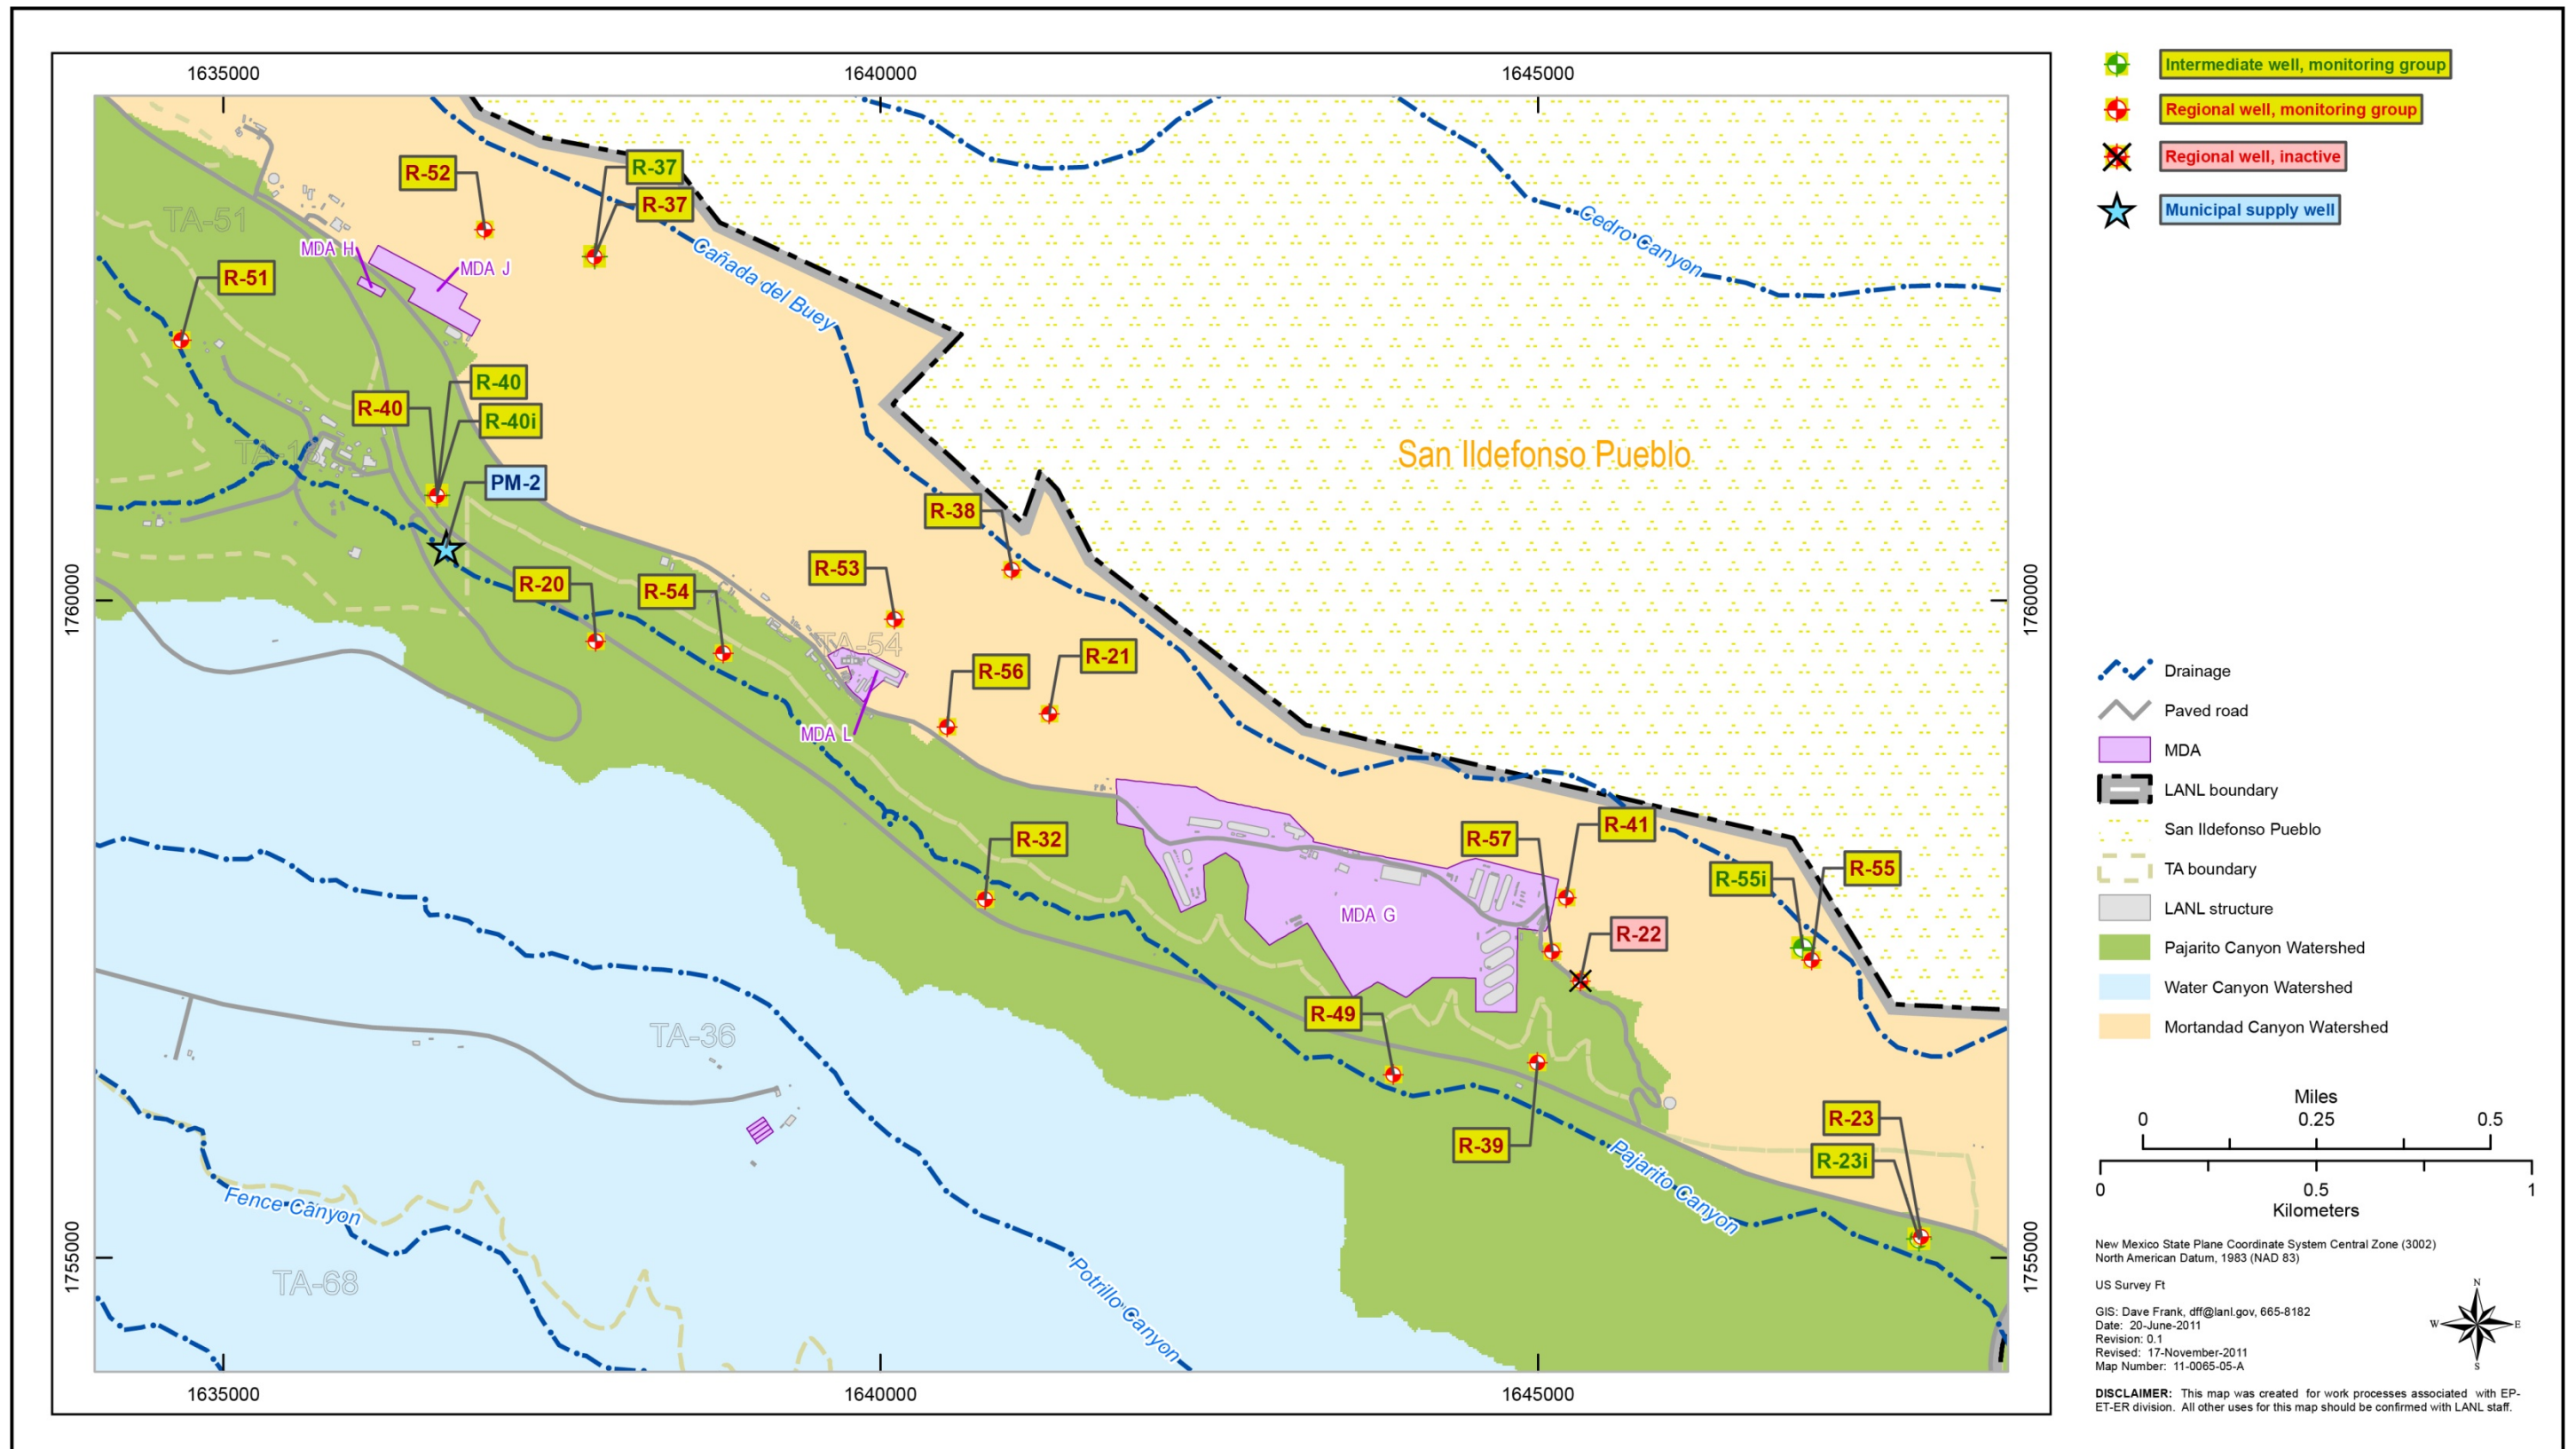 1635000
1640000
1645000
Intermediate well, monitoring group
Regional well, monitoring group
Regional well, inactive
Municipal supply well
R-52
R-37
R-37
TA-51
MDA H
MDA J
Cañada del Buey
Cedro Canyon
R-51
R-40
R-40
R-40i
San Ildefonso Pueblo
PM-2
R-38
R-53
R-20
R-54
1760000
1760000
TA-54
R-56
R-21
MDA L
R-32
R-57
R-41
R-55i
R-55
MDA G
R-22
R-49
TA-36
R-39
Pajarito Canyon
R-23
R-23i
Fence Canyon
Potrillo Canyon
TA-68
1755000
1755000
1635000
1640000
1645000
Drainage
Paved road
MDA
LANL boundary
San Ildefonso Pueblo
TA boundary
LANL structure
Pajarito Canyon Watershed
Water Canyon Watershed
Mortandad Canyon Watershed
Miles
0 0.25 0.5
0 0.5 1
Kilometers
New Mexico State Plane Coordinate System Central Zone (3002)
North American Datum, 1983 (NAD 83)
US Survey Ft
GIS: Dave Frank, dff@lanl.gov, 665-8182
Date: 20-June-2011
Revision: 0.1
Revised: 17-November-2011
Map Number: 11-0065-05-A
N
W E
S
DISCLAIMER: This map was created for work processes associated with EP-
ET-ER division. All other uses for this map should be confirmed with LANL staff.